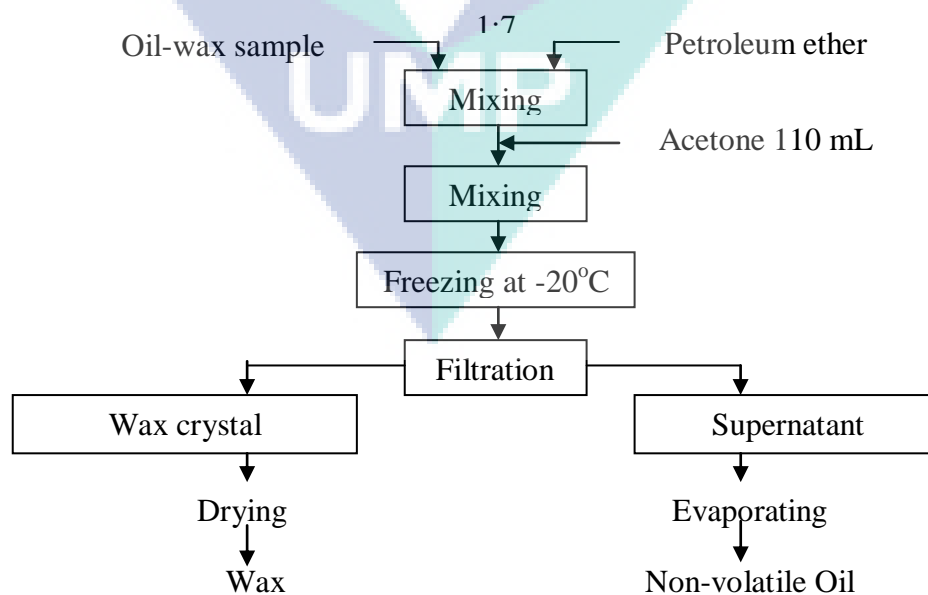 1:7
Oil-wax sample
Petroleum ether
UMP
Mixing
Acetone 110 mL
Mixing
Freezing at -20°C
Filtration
Wax crystal
Supernatant
Drying
Evaporating
Wax
Non-volatile Oil